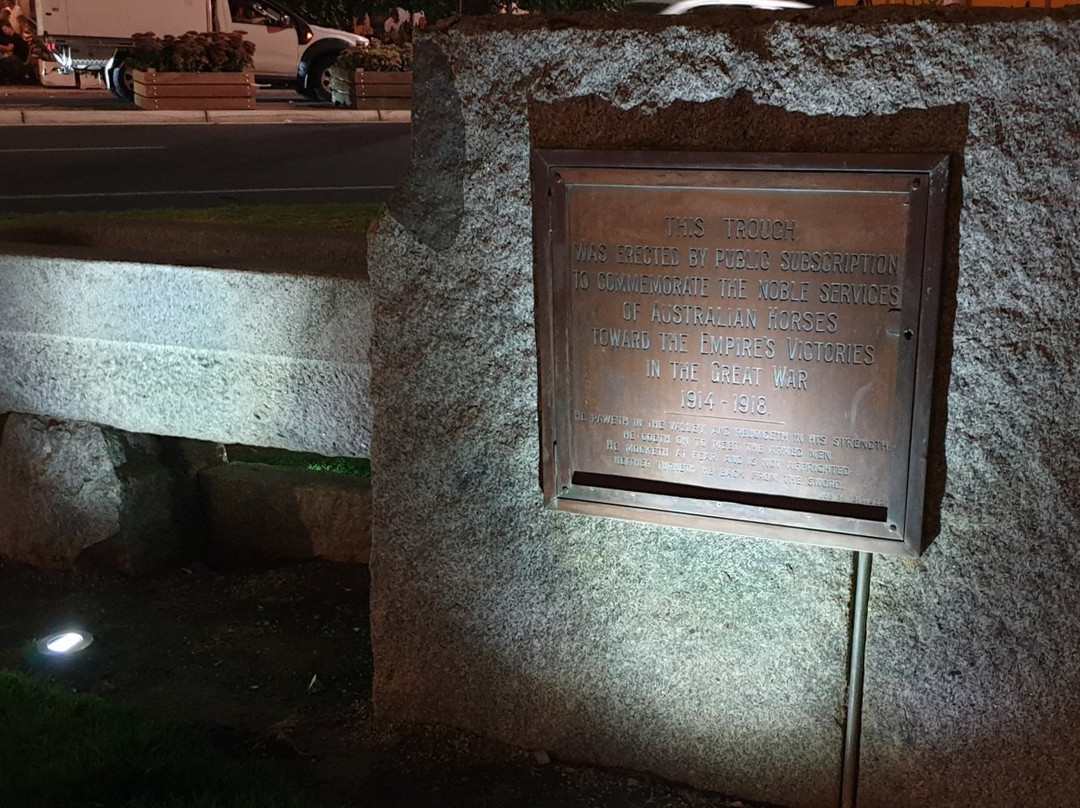 THIS TROUGH
WAS ERECTED BY PUBLIC SUBSCRIPTION
TO COMMEMORATE THE NOBLE SERVICES
OF AUSTRALIAN HORSES
TOWARD THE EMPIRE'S VICTORIES
IN THE GREAT WAR
1914 - 1918.
HE PAWETH IN THE VALLEY, AND REJOICETH IN HIS STRENGTH:
HE GOETH ON TO MEET THE ARMED MEN.
HE MOCKETH AT FEAR, AND IS NOT AFFRIGHTED:
NEITHER TURNETH HE BACK FROM THE SWORD.
JOB